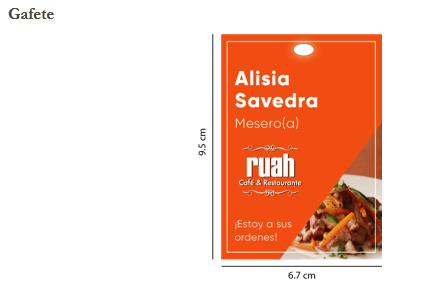 Gafete
Alisia
Savedra
Mesero(a)
ruah
Café & Restaurante
¡Estoy a sus
ordenes!
9.5 cm
6.7 cm